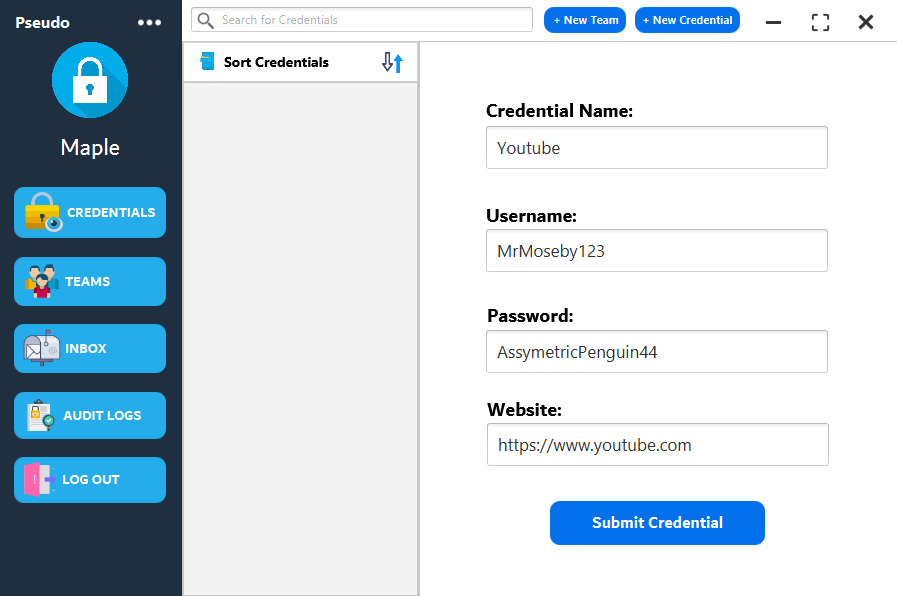 Pseudo
Maple
CREDENTIALS
TEAMS
INBOX
AUDIT LOGS
LOG OUT
Search for Credentials
+ New Team
+ New Credential
Sort Credentials
Credential Name:
Youtube
Username:
MrMoseby123
Password:
AssymetricPenguin44
Website:
https://www.youtube.com
Submit Credential